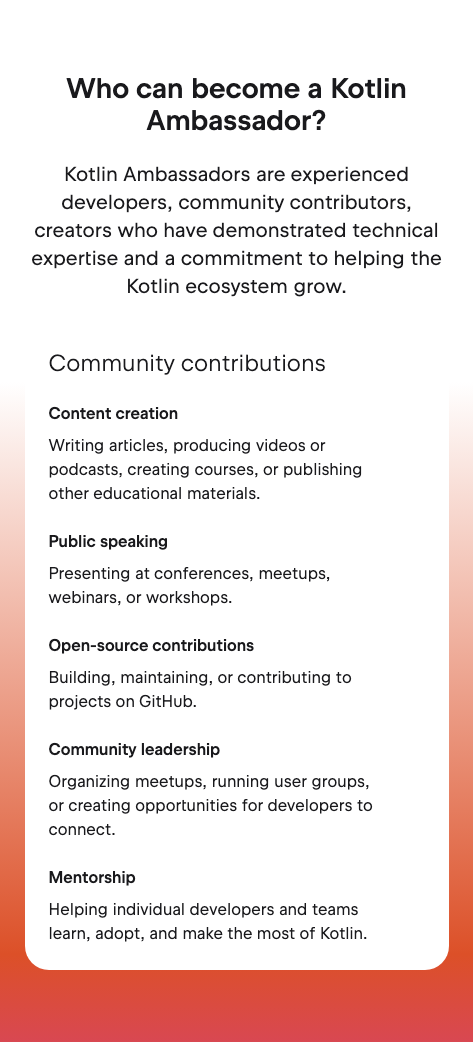 Who can become a Kotlin
Ambassador?
Kotlin Ambassadors are experienced
developers, community contributors,
creators who have demonstrated technical
expertise and a commitment to helping the
Kotlin ecosystem grow.
Community contributions
Content creation
Writing articles, producing videos or
podcasts, creating courses, or publishing
other educational materials.
Public speaking
Presenting at conferences, meetups,
webinars, or workshops.
Open-source contributions
Building, maintaining, or contributing to
projects on GitHub.
Community leadership
Organizing meetups, running user groups,
or creating opportunities for developers to
connect.
Mentorship
Helping individual developers and teams
learn, adopt, and make the most of Kotlin.